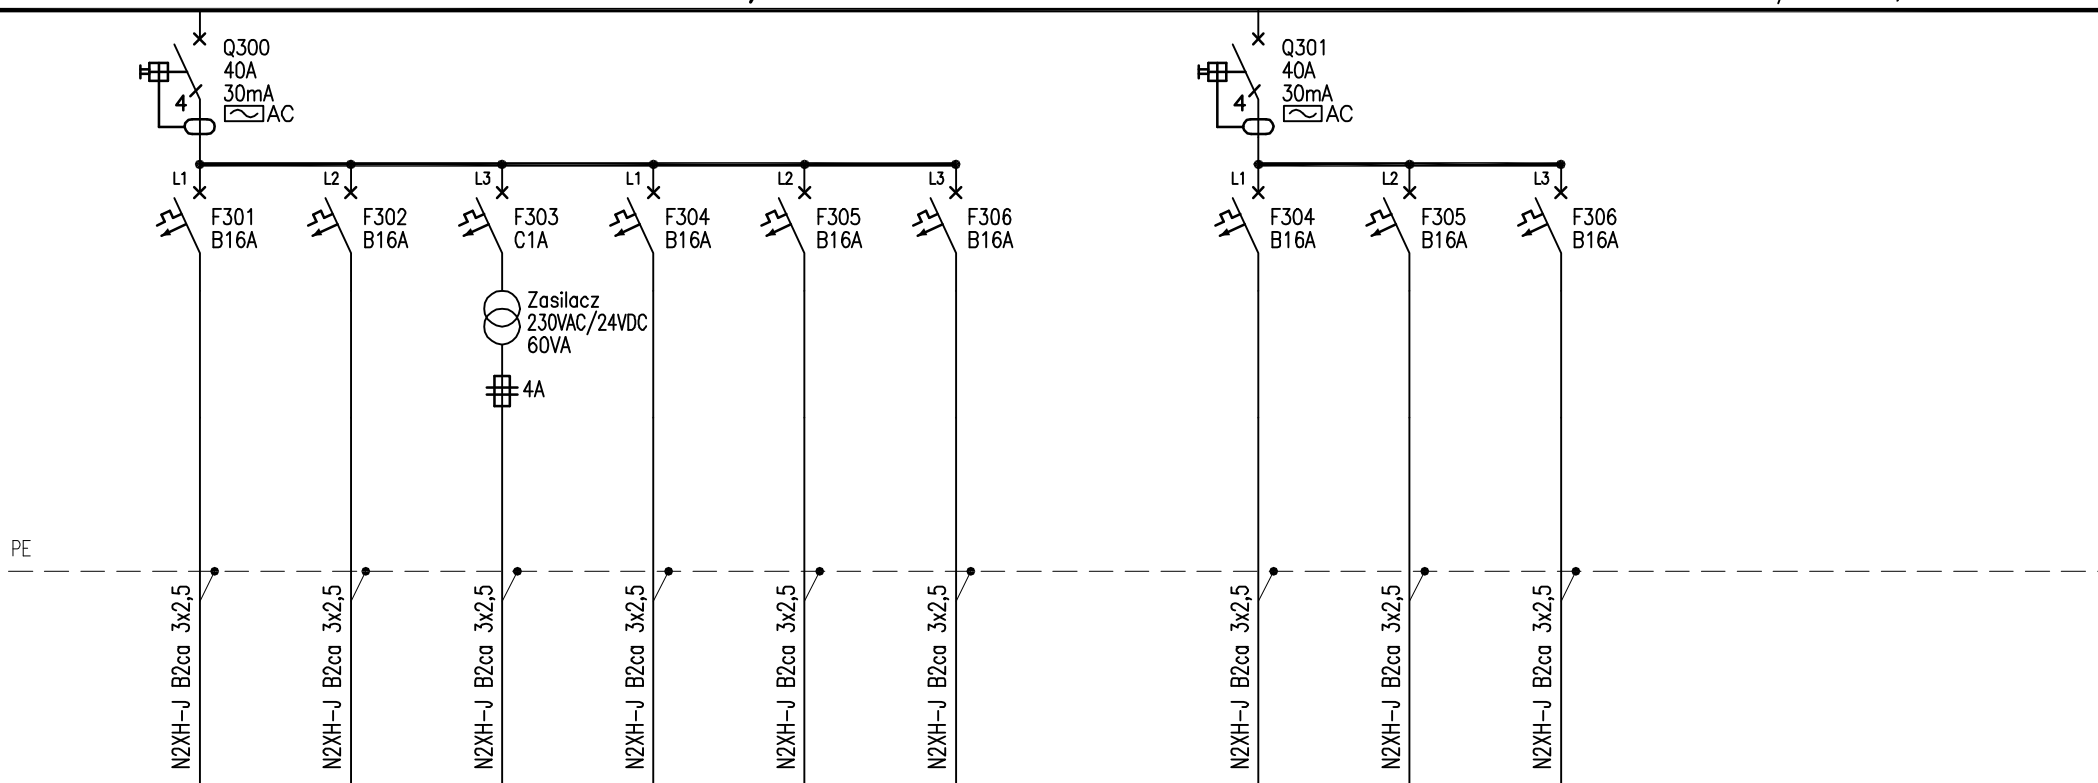 Q300
40A
30mA
AC
4
Q301
40A
30mA
AC
4
L1
L2
L3
L1
L2
L3
L1
L2
L3
F301
B16A
F302
B16A
F303
C1A
F304
B16A
F305
B16A
F306
B16A
F304
B16A
F305
B16A
F306
B16A
Zasilacz
230VAC/24VDC
60VA
4A
PE
N2XH-J B2ca 3x2,5
N2XH-J B2ca 3x2,5
N2XH-J B2ca 3x2,5
N2XH-J B2ca 3x2,5
N2XH-J B2ca 3x2,5
N2XH-J B2ca 3x2,5
N2XH-J B2ca 3x2,5
N2XH-J B2ca 3x2,5
N2XH-J B2ca 3x2,5